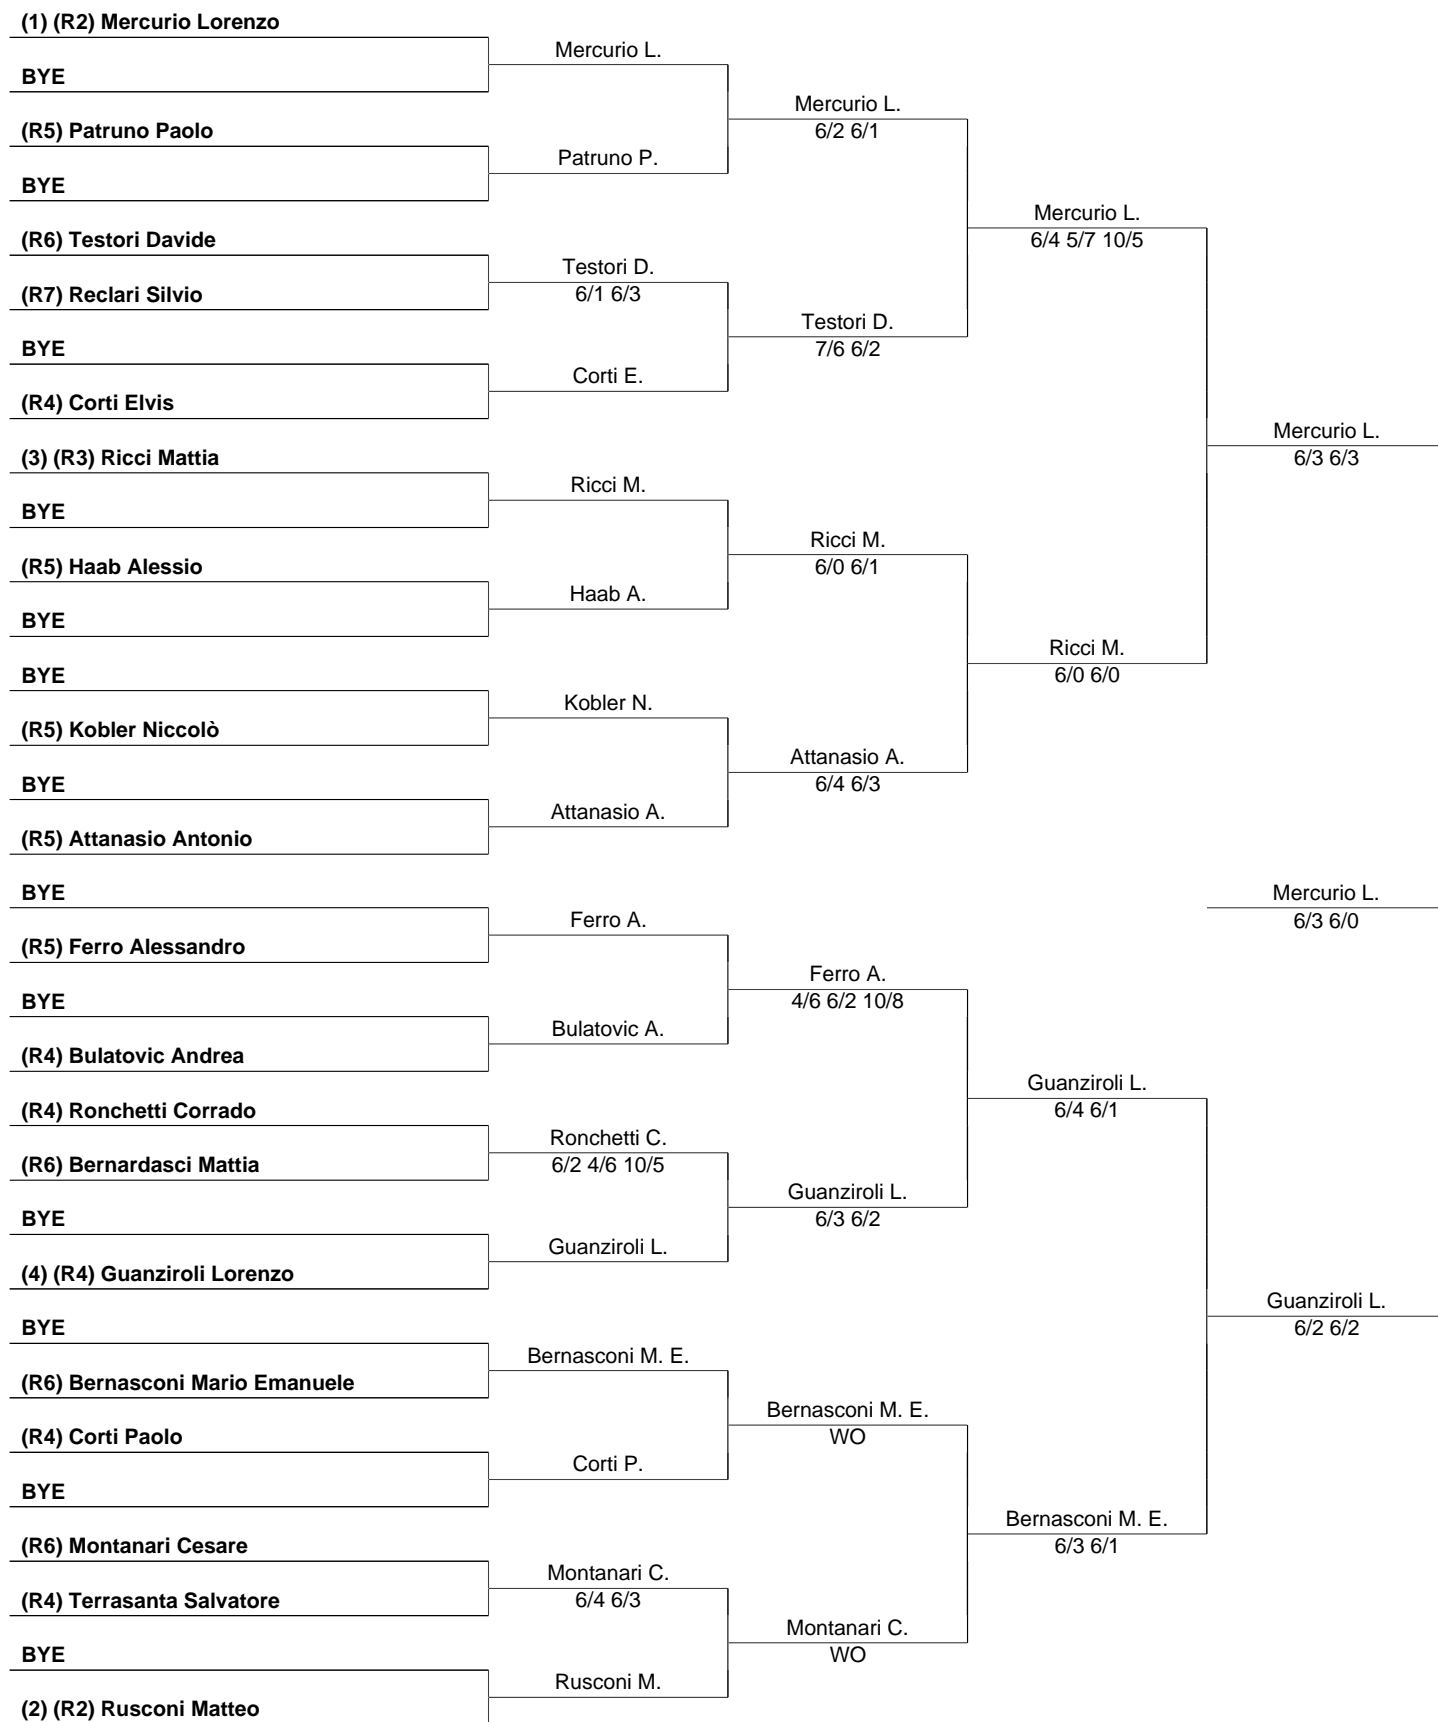 (1) (R2) Mercurio Lorenzo
BYE
(R5) Patruno Paolo
BYE
(R6) Testori Davide
(R7) Reclari Silvio
BYE
(R4) Corti Elvis
(3) (R3) Ricci Mattia
BYE
(R5) Haab Alessio
BYE
BYE
(R5) Kobler Niccolò
BYE
(R5) Attanasio Antonio
BYE
(R5) Ferro Alessandro
BYE
(R4) Bulatovic Andrea
(R4) Ronchetti Corrado
(R6) Bernardasci Mattia
BYE
(4) (R4) Guanziroli Lorenzo
BYE
(R6) Bernasconi Mario Emanuele
(R4) Corti Paolo
BYE
(R6) Montanari Cesare
(R4) Terrasanta Salvatore
BYE
(2) (R2) Rusconi Matteo
Mercurio L.
Patruno P.
Testori D.
6/1 6/3
Corti E.
Ricci M.
Haab A.
Kobler N.
Attanasio A.
Ferro A.
Bulatovic A.
Ronchetti C.
6/2 4/6 10/5
Guanziroli L.
Bernasconi M. E.
Corti P.
Montanari C.
6/4 6/3
Rusconi M.
Mercurio L.
6/2 6/1
Testori D.
7/6 6/2
Ricci M.
6/0 6/1
Attanasio A.
6/4 6/3
Ferro A.
4/6 6/2 10/8
Guanziroli L.
6/3 6/2
Bernasconi M. E.
WO
Montanari C.
WO
Mercurio L.
6/4 5/7 10/5
Ricci M.
6/0 6/0
Guanziroli L.
6/4 6/1
Bernasconi M. E.
6/3 6/1
Mercurio L.
6/3 6/3
Mercurio L.
6/3 6/0
Guanziroli L.
6/2 6/2